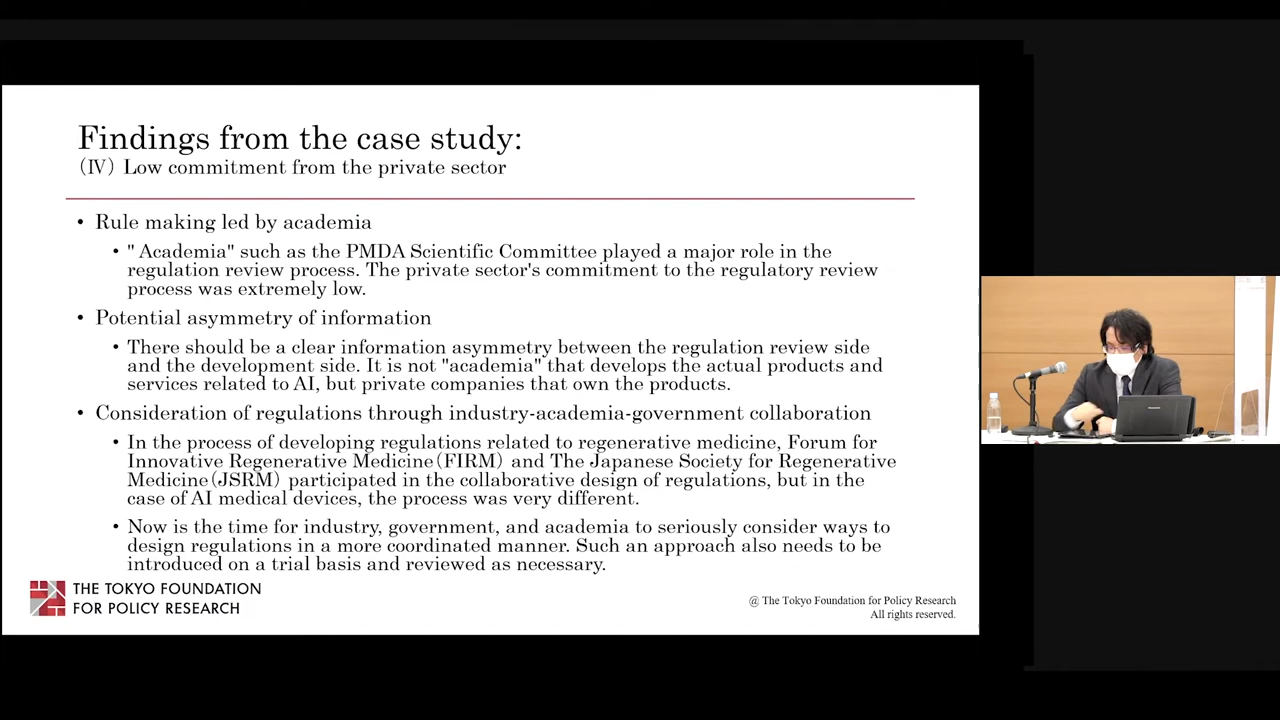 Findings from the case study:
(Ⅳ) Low commitment from the private sector
• Rule making led by academia
• " Academia" such as the PMDA Scientific Committee played a major role in the
regulation review process. The private sector's commitment to the regulatory review
process was extremely low.
• Potential asymmetry of information
• There should be a clear information asymmetry between the regulation review side
and the development side. It is not "academia" that develops the actual products and
services related to AI, but private companies that own the products.
• Consideration of regulations through industry-academia-government collaboration
• In the process of developing regulations related to regenerative medicine, Forum for
Innovative Regenerative Medicine(FIRM) and The Japanese Society for Regenerative
Medicine(JSRM) participated in the collaborative design of regulations, but in the
case of AI medical devices, the process was very different.
• Now is the time for industry, government, and academia to seriously consider ways to
design regulations in a more coordinated manner. Such an approach also needs to be
introduced on a trial basis and reviewed as necessary.
THE TOKYO FOUNDATION
FOR POLICY RESEARCH
@ The Tokyo Foundation for Policy Research
All rights reserved.